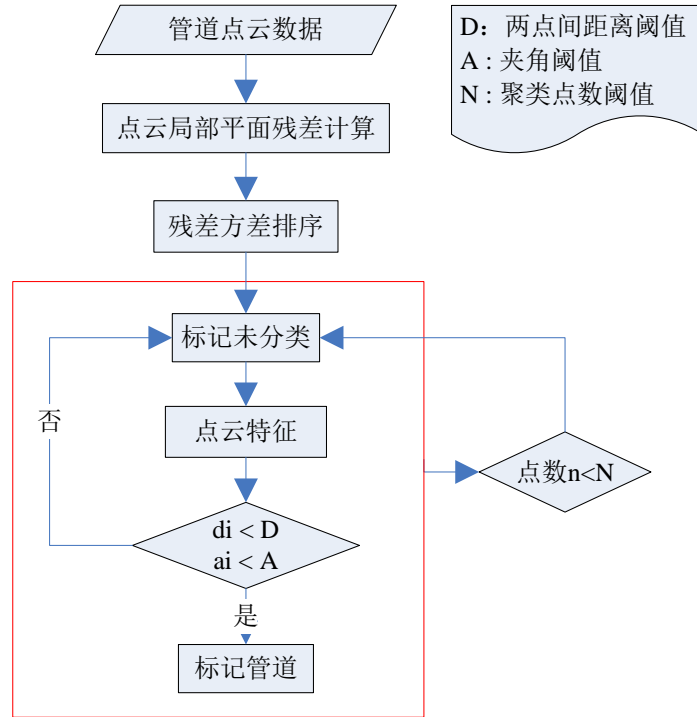 管道点云数据
D：两点间距离阈值
A : 夹角阈值
N : 聚类点数阈值
点云局部平面残差计算
残差方差排序
标记未分类
否
点云特征
点数n<N
di < D
ai < A
是
标记管道